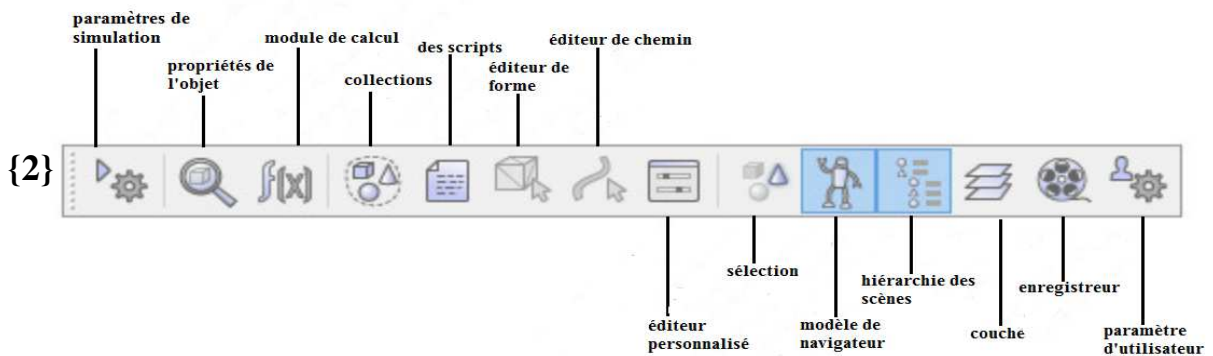 paramètres de
simulation
propriétés de
l'objet
module de calcul
collections
des scripts
éditeur de
forme
éditeur de chemin
{2}
f(x)
éditeur
personnalisé
sélection
modèle de
navigateur
hiérarchie des
scènes
couche
enregistreur
paramètre
d'utilisateur